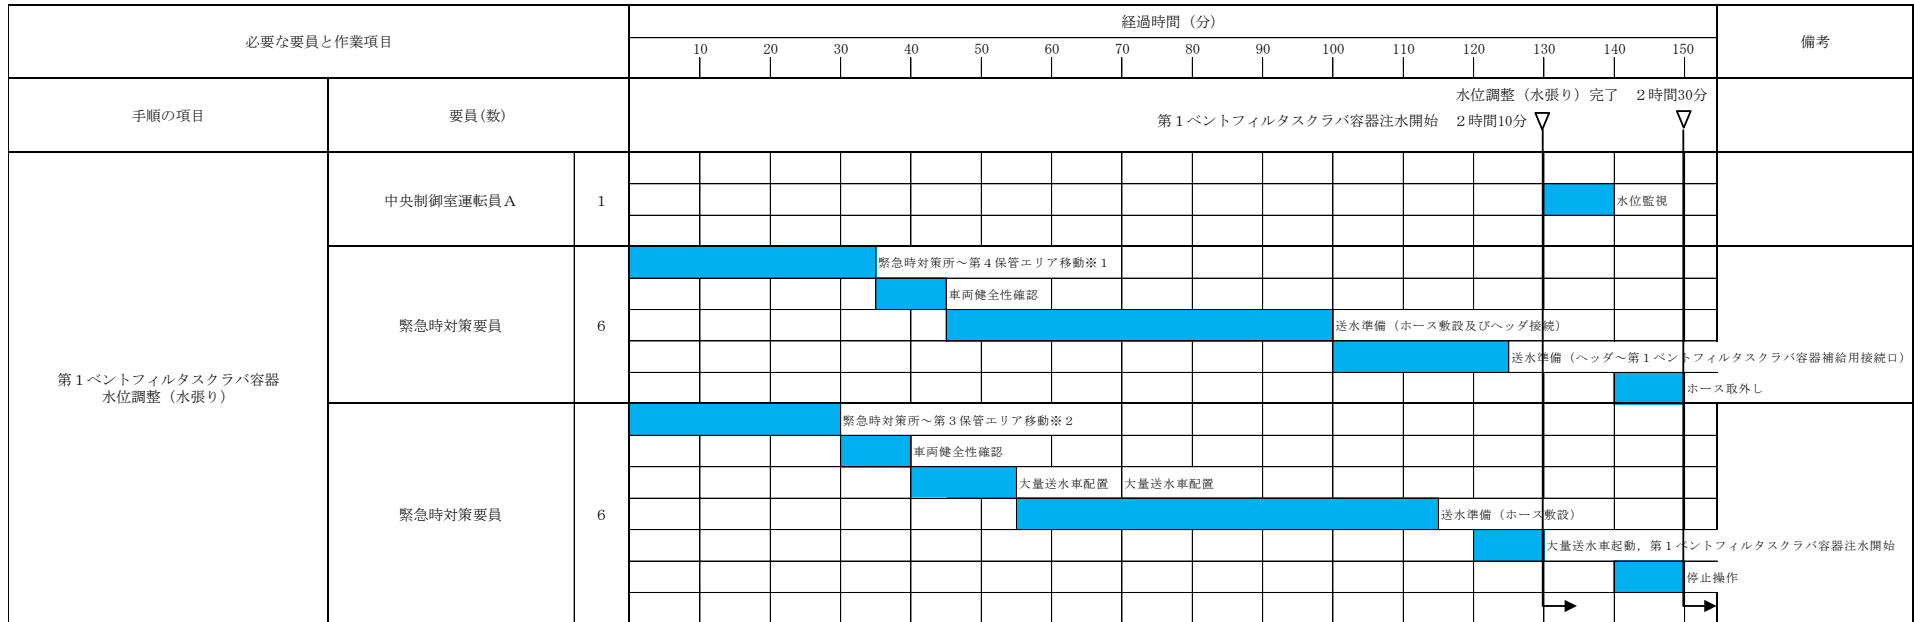 必要な要員と作業項目
経過時間（分）
備考
10 20 30 40 50 60 70 80 90 100 110 120 130 140 150
手順の項目
要員(数)
水位調整（水張り）完了　２時間30分
第１ベントフィルタスクラバ容器注水開始　２時間10分
第１ベントフィルタスクラバ容器
水位調整（水張り）
中央制御室運転員Ａ
1
水位監視
緊急時対策要員
6
緊急時対策所～第４保管エリア移動※１
車両健全性確認
送水準備（ホース敷設及びヘッダ接続）
送水準備（ヘッダ～第１ベントフィルタスクラバ容器補給用接続口）
ホース取外し
緊急時対策要員
6
緊急時対策所～第３保管エリア移動※２
車両健全性確認
大量送水車配置　大量送水車配置
送水準備（ホース敷設）
大量送水車起動，第１ベントフィルタスクラバ容器注水開始
停止操作